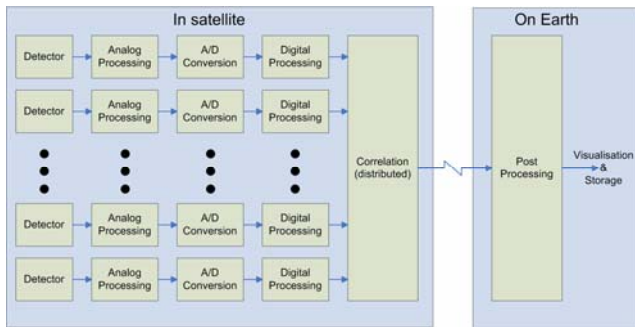 In satellite
On Earth
Detector
Analog
Processing
A/D
Conversion
Digital
Processing
Detector
Analog
Processing
A/D
Conversion
Digital
Processing
Correlation
(distributed)
Post
Processing
Visualisation
&
Storage
Detector
Analog
Processing
A/D
Conversion
Digital
Processing
Detector
Analog
Processing
A/D
Conversion
Digital
Processing